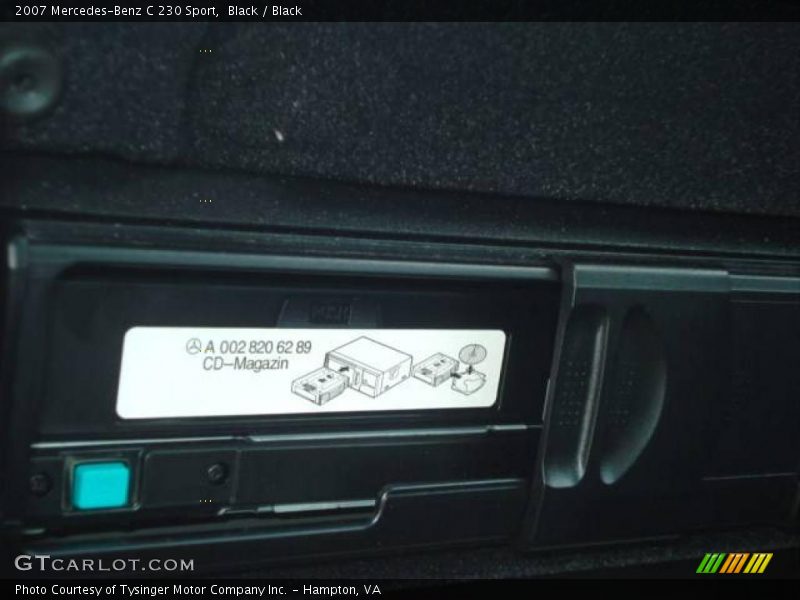 2007 Mercedes-Benz C 230 Sport,  Black / Black
A 002 820 62 89
CD-Magazin
GTCARLOT.COM
Photo Courtesy of Tysinger Motor Company Inc. - Hampton, VA